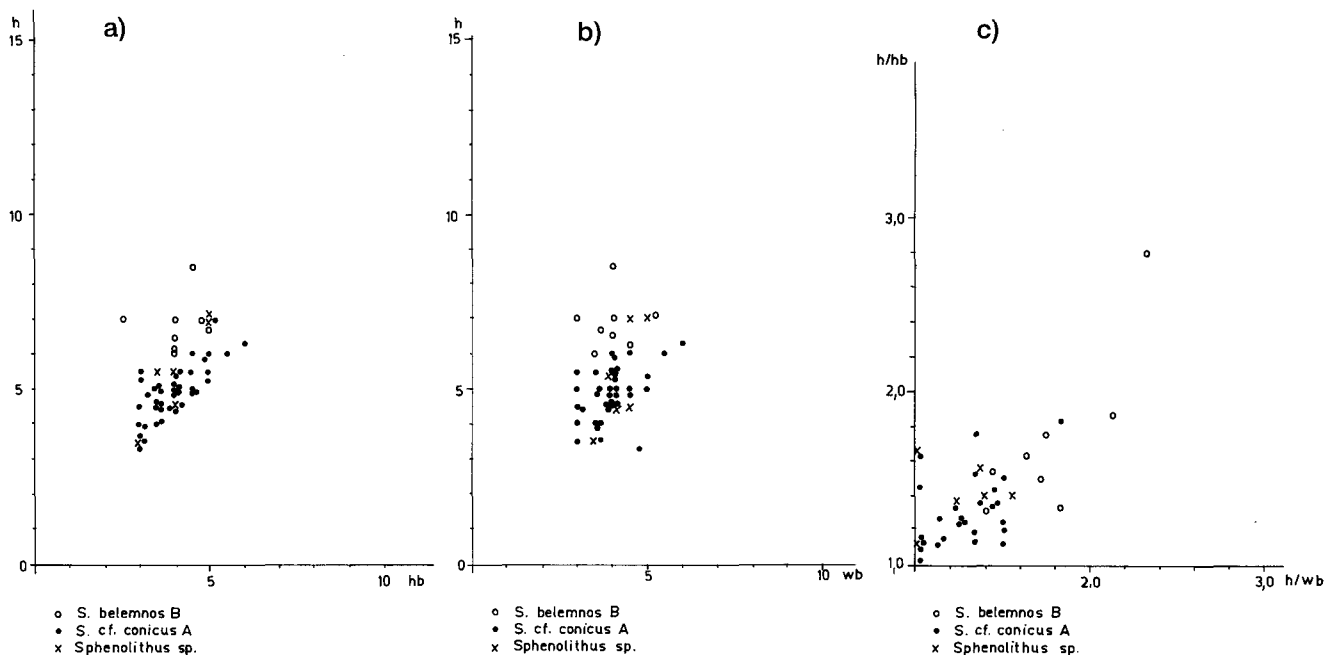 a)
h
15
10
5
0
5
hb
10
o S. belemnos B
• S. cf. conicus A
x Sphenolithus sp.
b)
h
15
10
5
0
5
10
wb
o S. belemnos B
• S. cf. conicus A
x Sphenolithus sp.
c)
h/hb
3,0
2,0
1,0
2.0
3,0
h/wb
o S. belemnos B
• S. cf. conicus A
x Sphenolithus sp.